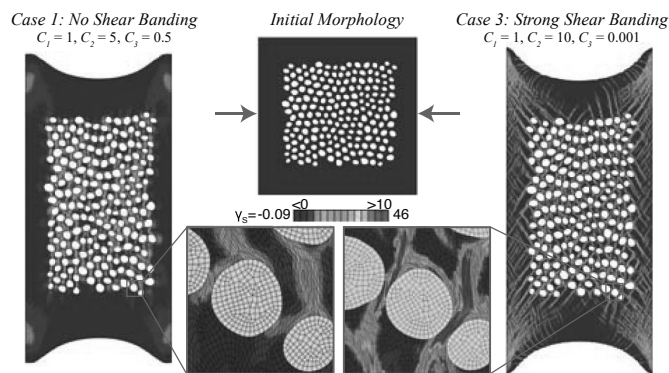 Case 1: No Shear Banding
C₁ = 1, C₂ = 5, C₃ = 0.5
Initial Morphology
Case 3: Strong Shear Banding
C₁ = 1, C₂ = 10, C₃ = 0.001
<0 >10
γₛ=-0.09 46